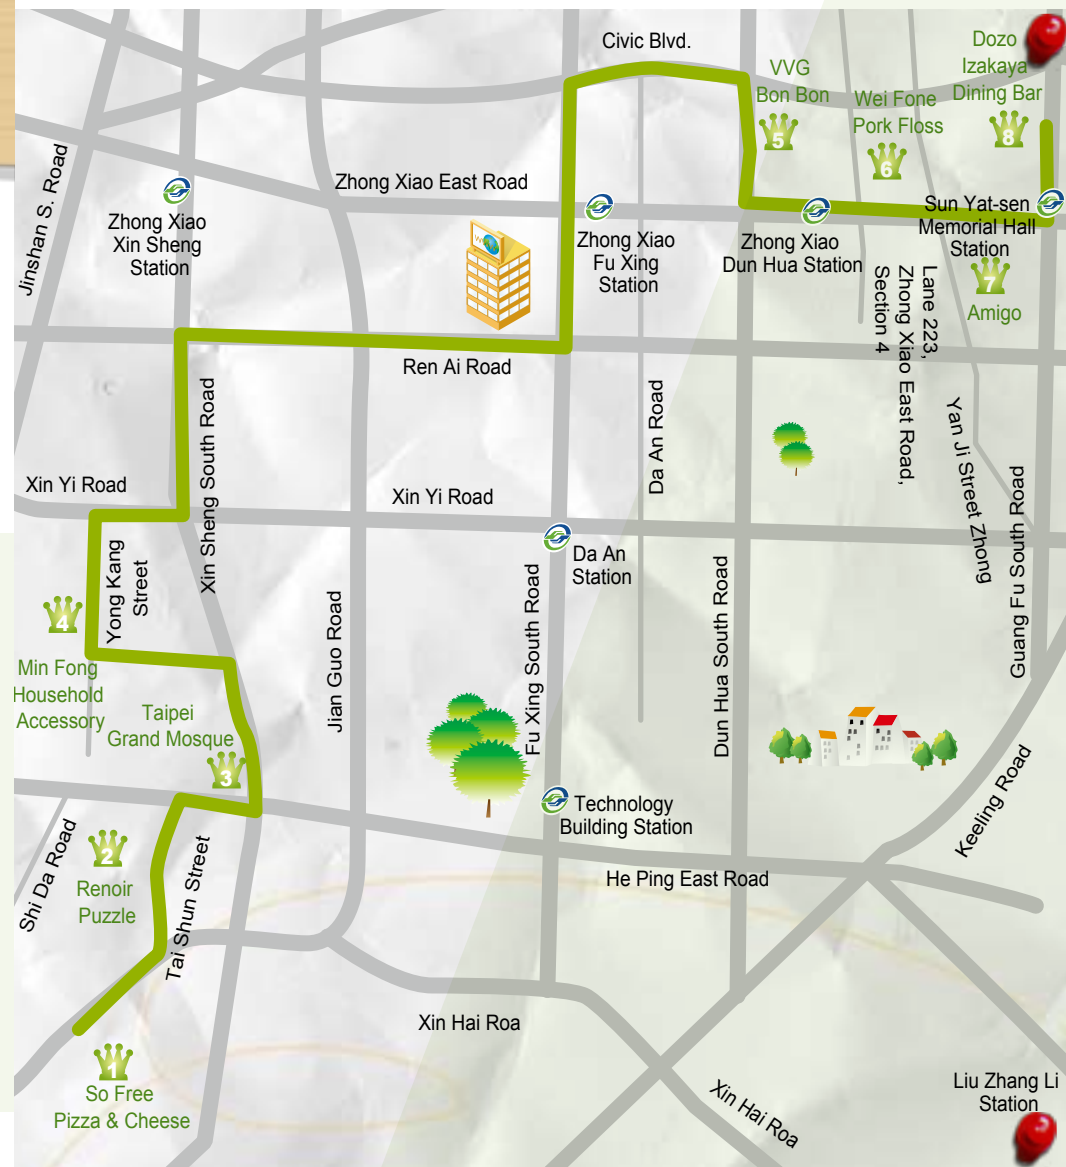 Civic Blvd.
Dozo
Izakaya
Dining Bar
8
VVG
Bon Bon
5
Wei Fone
Pork Floss
6
Jinshan S. Road
Zhong Xiao East Road
Zhong Xiao
Xin Sheng
Station
Zhong Xiao
Fu Xing
Station
Zhong Xiao
Dun Hua Station
Sun Yat-sen
Memorial Hall
Station
7
Amigo
Lane 223,
Zhong Xiao East Road,
Section 4
Ren Ai Road
Xin Sheng South Road
Da An Road
Yan Ji Street Zhong
Guang Fu South Road
Xin Yi Road
Xin Yi Road
Da An
Station
Yong Kang
Street
4
Min Fong
Household
Accessory
Jian Guo Road
Fu Xing South Road
Dun Hua South Road
Taipei
Grand Mosque
3
Keeling Road
Technology
Building Station
He Ping East Road
Shi Da Road
2
Renoir
Puzzle
Tai Shun Street
Xin Hai Roa
Xin Hai Roa
1
So Free
Pizza & Cheese
Liu Zhang Li
Station